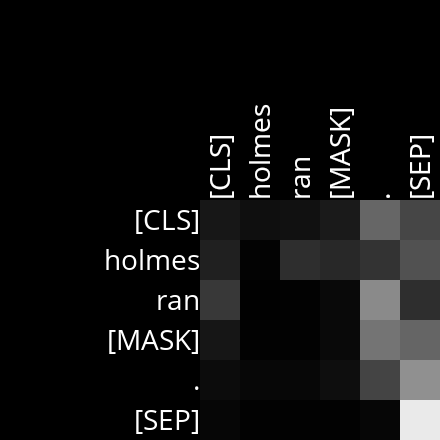 [CLS]
holmes
ran
[MASK]
.
[SEP]
[CLS]
holmes
ran
[MASK]
.
[SEP]